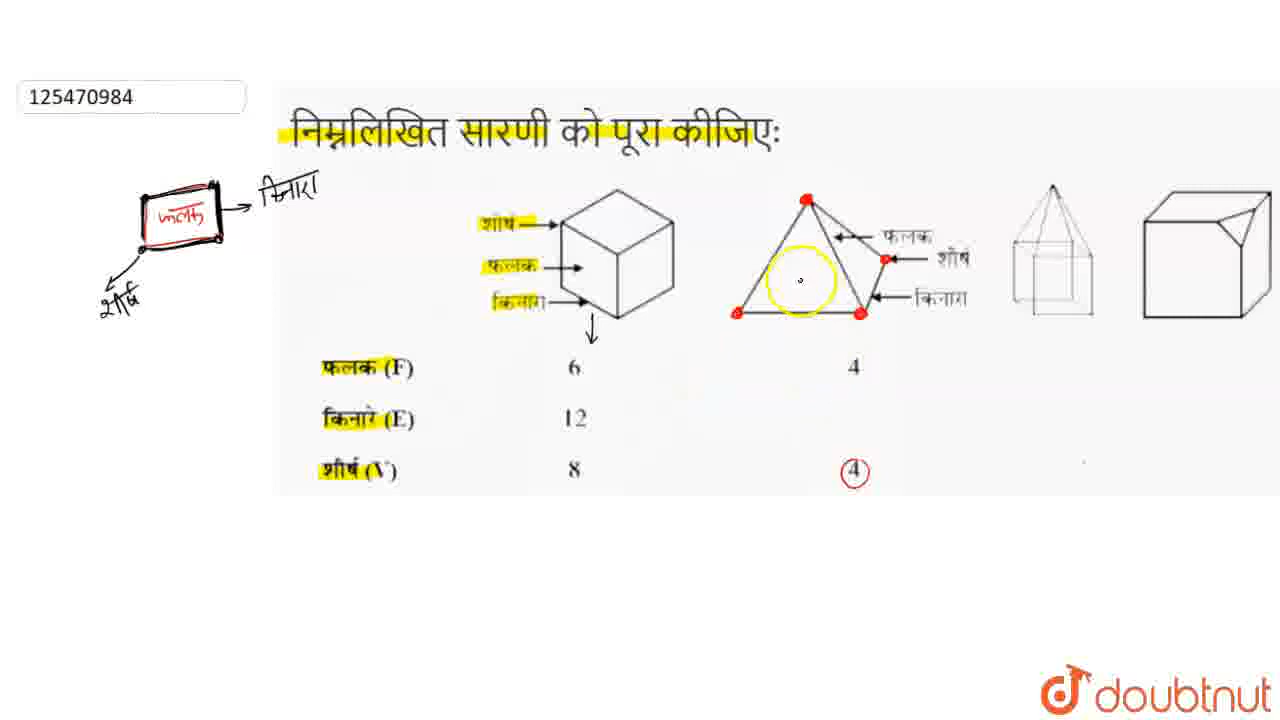 125470984
निम्नलिखित सारणी को पूरा कीजिएः
फलक
किनारा
शीर्ष
शीर्ष
फलक
किनारा
फलक
शीर्ष
किनारा
फलक (F) 6 4
किनारे (E) 12
शीर्ष (V) 8 4
doubtnut